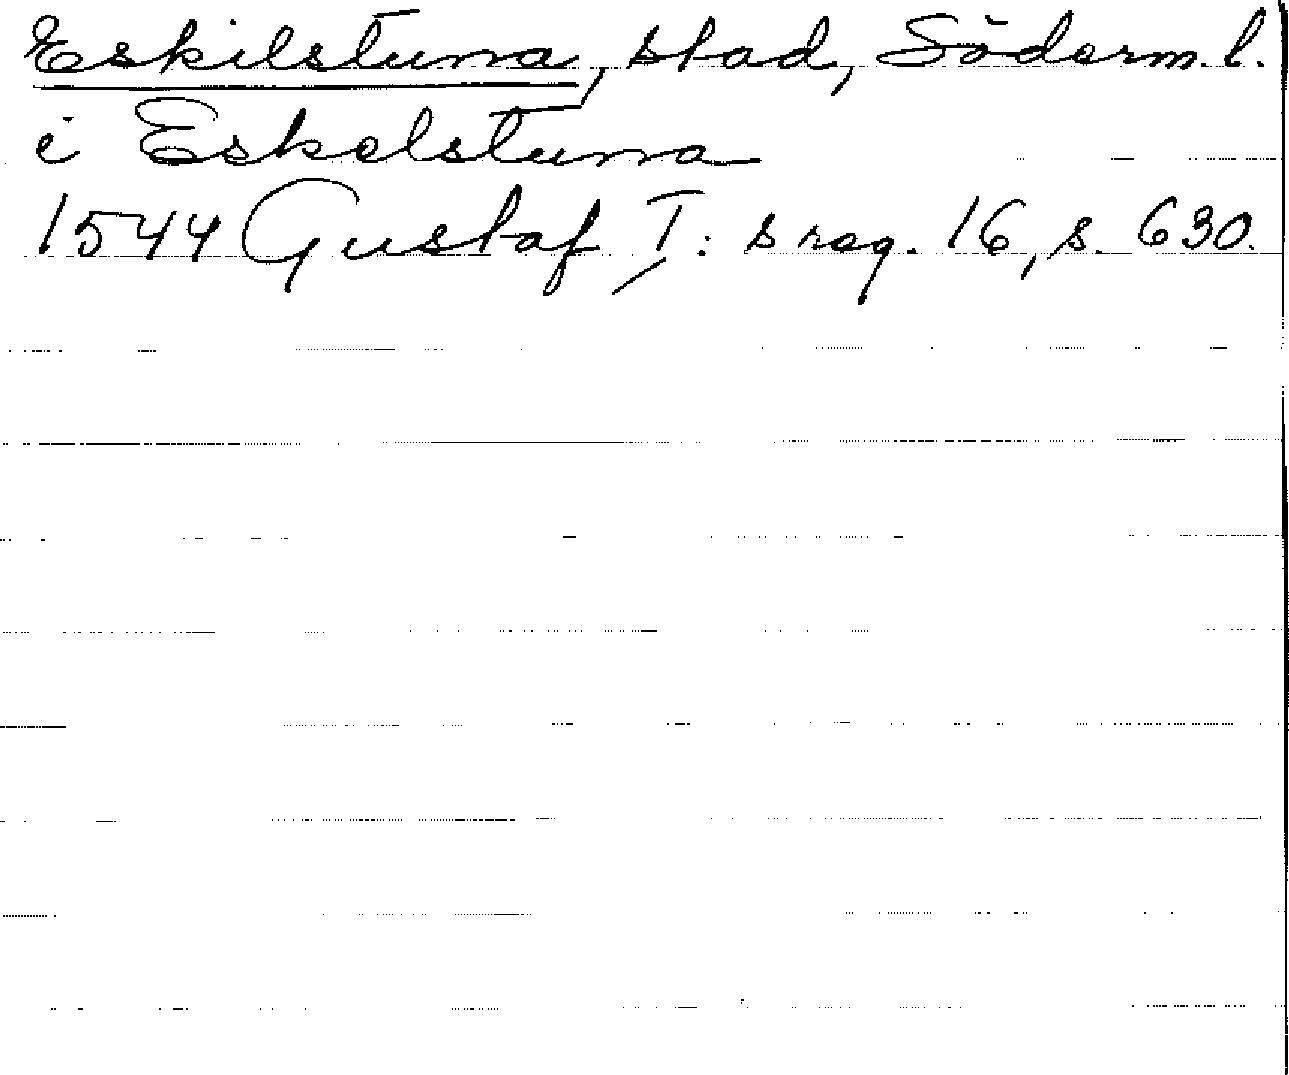 Eskilstuna, stad, Söderm. l.
i Eskelstuna
1544 Gustaf I: s reg. 16, s. 630.